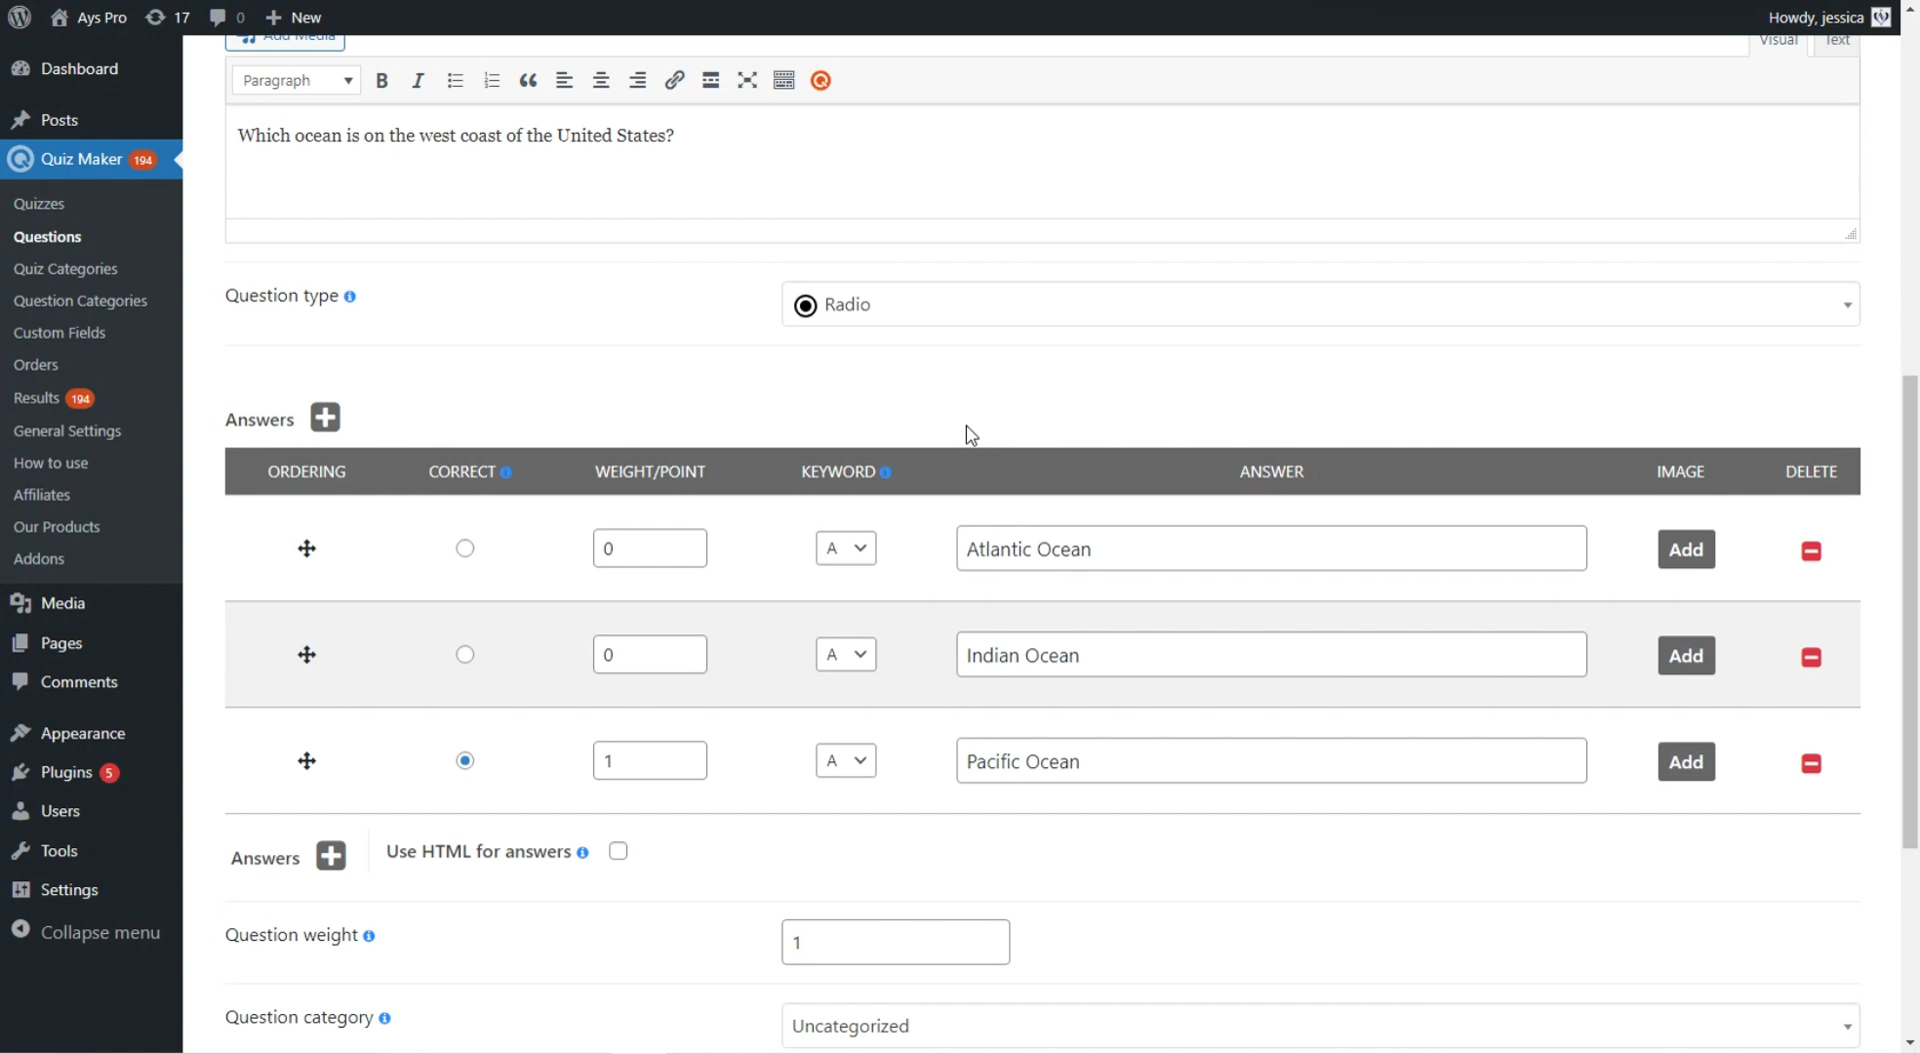 Ays Pro 17 0 New Howdy, jessica
Add Media Visual Text
Dashboard
Posts
Quiz Maker 194
Quizzes
Questions
Quiz Categories
Question Categories
Custom Fields
Orders
Results 194
General Settings
How to use
Affiliates
Our Products
Addons
Media
Pages
Comments
Appearance
Plugins 5
Users
Tools
Settings
Collapse menu
Paragraph
Which ocean is on the west coast of the United States?
Question type Radio
Answers
ORDERING CORRECT WEIGHT/POINT KEYWORD ANSWER IMAGE DELETE
0 A Atlantic Ocean Add
0 A Indian Ocean Add
1 A Pacific Ocean Add
Answers Use HTML for answers
Question weight 1
Question category Uncategorized